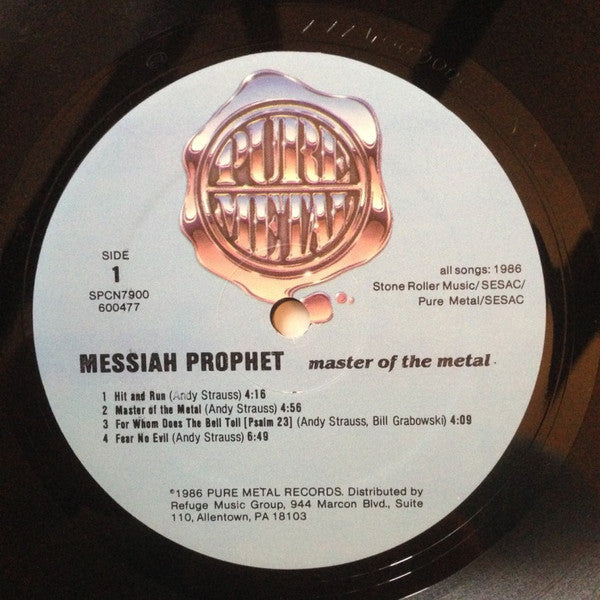 PURE
METAL
SIDE
1
SPCN7900
600477
all songs: 1986
Stone Roller Music/SESAC/
Pure Metal/SESAC
MESSIAH PROPHET master of the metal
1 Hit and Run (Andy Strauss) 4:16
2 Master of the Metal (Andy Strauss) 4:56
3 For Whom Does The Bell Toll [Psalm 23] (Andy Strauss, Bill Grabowski) 4:09
4 Fear No Evil (Andy Strauss) 6:49
©1986 PURE METAL RECORDS. Distributed by
Refuge Music Group, 944 Marcon Blvd., Suite
110, Allentown, PA 18103